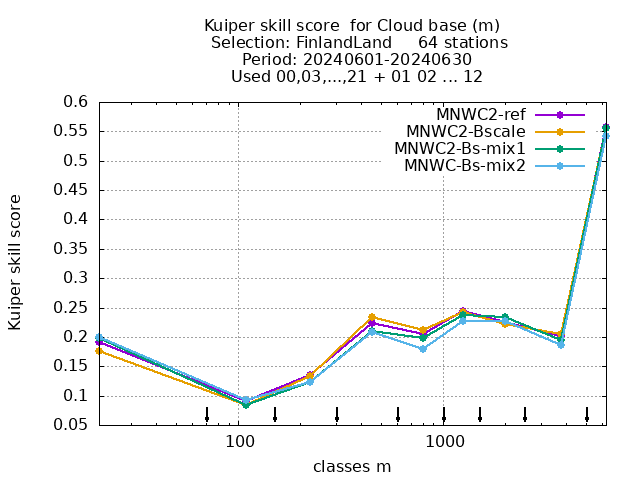 Kuiper skill score  for Cloud base (m)
Selection: FinlandLand     64 stations
Period: 20240601-20240630
Used 00,03,...,21 + 01 02 ... 12
MNWC2-ref
MNWC2-Bscale
MNWC2-Bs-mix1
MNWC-Bs-mix2
Kuiper skill score
0.6
0.55
0.5
0.45
0.4
0.35
0.3
0.25
0.2
0.15
0.1
0.05
100
1000
classes m